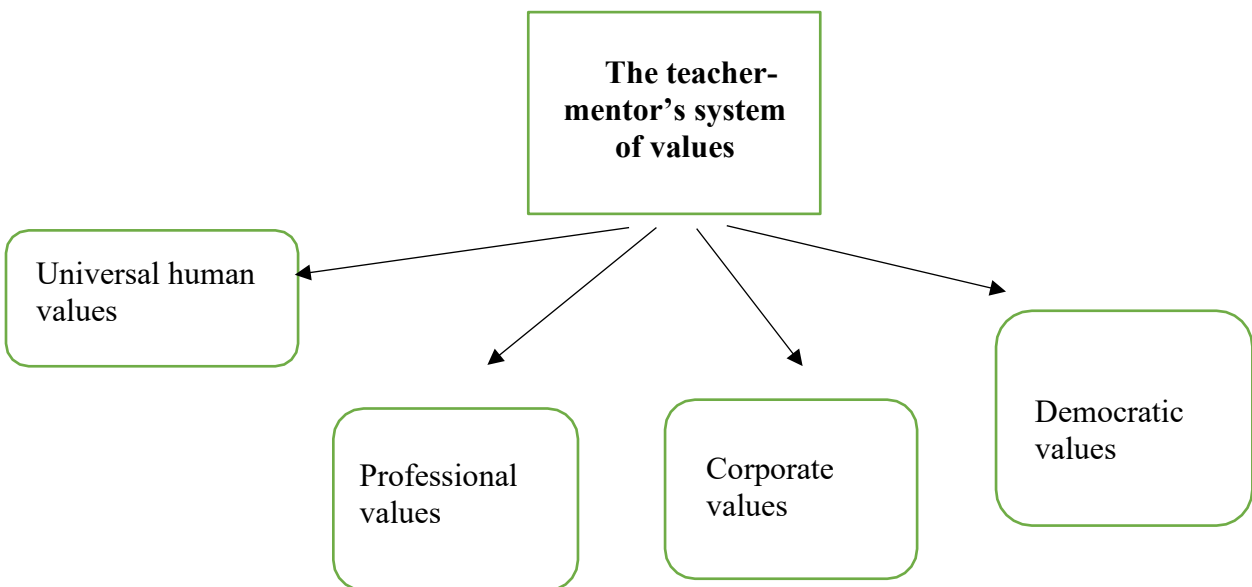 The teacher-
mentor’s system
of values
Universal human
values
Professional
values
Corporate
values
Democratic
values